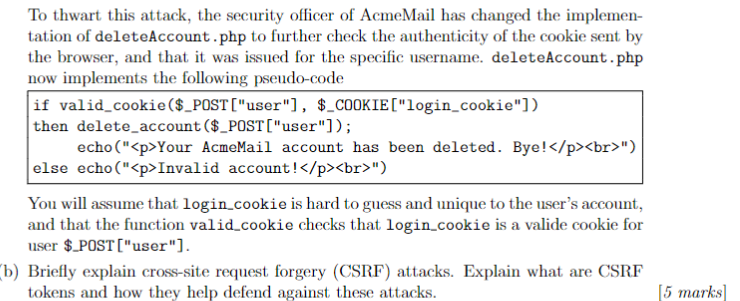 To thwart this attack, the security officer of AcmeMail has changed the implemen-
tation of deleteAccount.php to further check the authenticity of the cookie sent by
the browser, and that it was issued for the specific username. deleteAccount.php
now implements the following pseudo-code
if valid_cookie($_POST["user"], $_COOKIE["login_cookie"])
then delete_account($_POST["user"]);
echo("<p>Your AcmeMail account has been deleted. Bye!</p><br>")
else echo("<p>Invalid account!</p><br>")
You will assume that login_cookie is hard to guess and unique to the user's account,
and that the function valid_cookie checks that login_cookie is a valide cookie for
user $_POST["user"].
(b) Briefly explain cross-site request forgery (CSRF) attacks. Explain what are CSRF
tokens and how they help defend against these attacks. [5 marks]